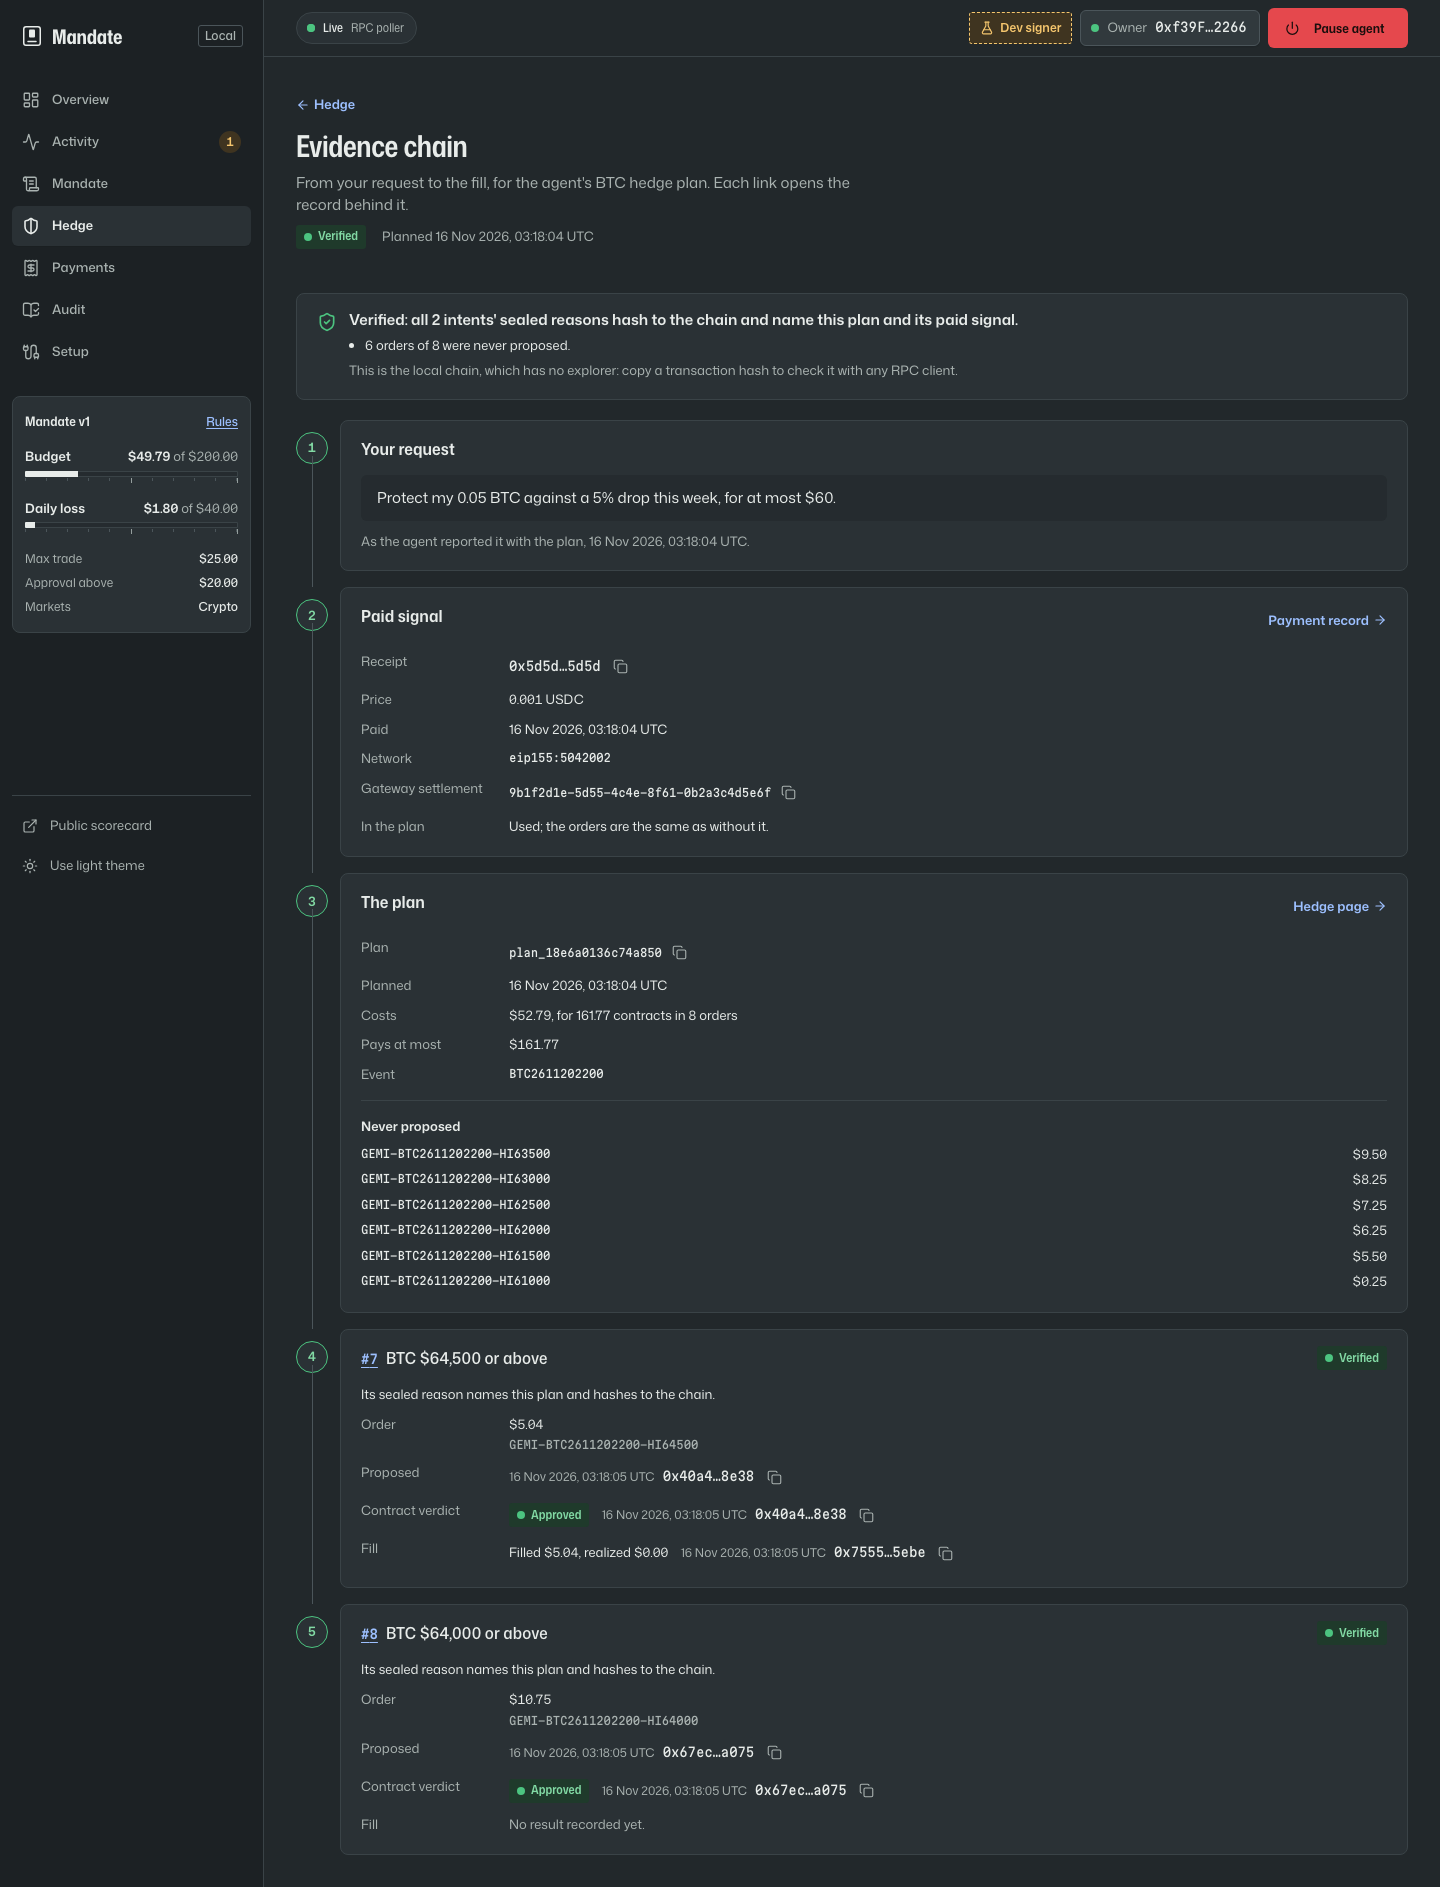 Mandate
Local
Overview
Activity
1
Mandate
Hedge
Payments
Audit
Setup
Mandate v1
Rules
Budget
$49.79 of $200.00
Daily loss
$1.80 of $40.00
Max trade
$25.00
Approval above
$20.00
Markets
Crypto
Public scorecard
Use light theme
Live RPC poller
Dev signer
Owner 0xf39F…2266
Pause agent
Hedge
Evidence chain
From your request to the fill, for the agent's BTC hedge plan. Each link opens the
record behind it.
Verified
Planned 16 Nov 2026, 03:18:04 UTC
Verified: all 2 intents' sealed reasons hash to the chain and name this plan and its paid signal.
6 orders of 8 were never proposed.
This is the local chain, which has no explorer: copy a transaction hash to check it with any RPC client.
1
Your request
Protect my 0.05 BTC against a 5% drop this week, for at most $60.
As the agent reported it with the plan, 16 Nov 2026, 03:18:04 UTC.
2
Paid signal
Payment record
Receipt
0x5d5d…5d5d
Price
0.001 USDC
Paid
16 Nov 2026, 03:18:04 UTC
Network
eip155:5042002
Gateway settlement
9b1f2d1e-5d55-4c4e-8f61-0b2a3c4d5e6f
In the plan
Used; the orders are the same as without it.
3
The plan
Hedge page
Plan
plan_18e6a0136c74a850
Planned
16 Nov 2026, 03:18:04 UTC
Costs
$52.79, for 161.77 contracts in 8 orders
Pays at most
$161.77
Event
BTC2611202200
Never proposed
GEMI-BTC2611202200-HI63500
$9.50
GEMI-BTC2611202200-HI63000
$8.25
GEMI-BTC2611202200-HI62500
$7.25
GEMI-BTC2611202200-HI62000
$6.25
GEMI-BTC2611202200-HI61500
$5.50
GEMI-BTC2611202200-HI61000
$0.25
4
#7 BTC $64,500 or above
Verified
Its sealed reason names this plan and hashes to the chain.
Order
$5.04
GEMI-BTC2611202200-HI64500
Proposed
16 Nov 2026, 03:18:05 UTC 0x40a4…8e38
Contract verdict
Approved 16 Nov 2026, 03:18:05 UTC 0x40a4…8e38
Fill
Filled $5.04, realized $0.00 16 Nov 2026, 03:18:05 UTC 0x7555…5ebe
5
#8 BTC $64,000 or above
Verified
Its sealed reason names this plan and hashes to the chain.
Order
$10.75
GEMI-BTC2611202200-HI64000
Proposed
16 Nov 2026, 03:18:05 UTC 0x67ec…a075
Contract verdict
Approved 16 Nov 2026, 03:18:05 UTC 0x67ec…a075
Fill
No result recorded yet.